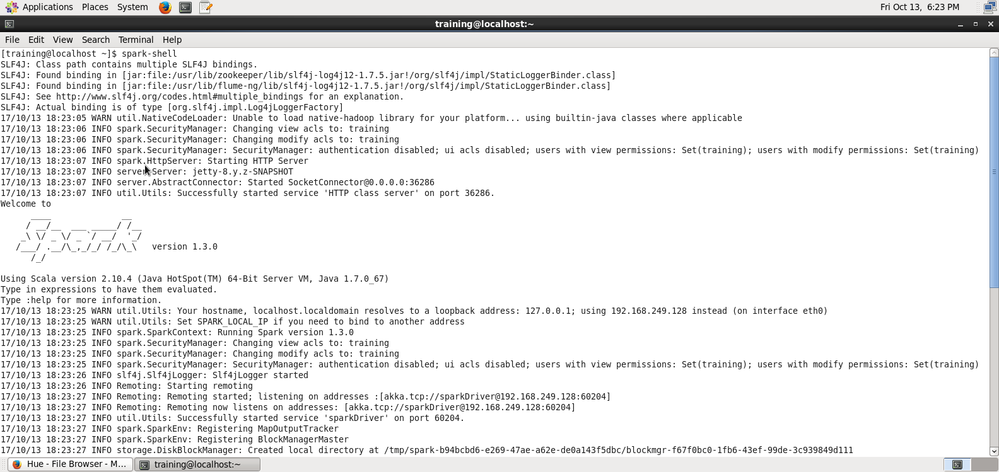 Applications Places System Fri Oct 13, 6:23 PM
training@localhost:~
File Edit View Search Terminal Help
[training@localhost ~]$ spark-shell
SLF4J: Class path contains multiple SLF4J bindings.
SLF4J: Found binding in [jar:file:/usr/lib/zookeeper/lib/slf4j-log4j12-1.7.5.jar!/org/slf4j/impl/StaticLoggerBinder.class]
SLF4J: Found binding in [jar:file:/usr/lib/flume-ng/lib/slf4j-log4j12-1.7.5.jar!/org/slf4j/impl/StaticLoggerBinder.class]
SLF4J: See http://www.slf4j.org/codes.html#multiple_bindings for an explanation.
SLF4J: Actual binding is of type [org.slf4j.impl.Log4jLoggerFactory]
17/10/13 18:23:05 WARN util.NativeCodeLoader: Unable to load native-hadoop library for your platform... using builtin-java classes where applicable
17/10/13 18:23:06 INFO spark.SecurityManager: Changing view acls to: training
17/10/13 18:23:06 INFO spark.SecurityManager: Changing modify acls to: training
17/10/13 18:23:06 INFO spark.SecurityManager: SecurityManager: authentication disabled; ui acls disabled; users with view permissions: Set(training); users with modify permissions: Set(training)
17/10/13 18:23:07 INFO spark.HttpServer: Starting HTTP Server
17/10/13 18:23:07 INFO server.Server: jetty-8.y.z-SNAPSHOT
17/10/13 18:23:07 INFO server.AbstractConnector: Started SocketConnector@0.0.0.0:36286
17/10/13 18:23:07 INFO util.Utils: Successfully started service 'HTTP class server' on port 36286.
Welcome to
      ____              __
     / __/__  ___ _____/ /__
    _\ \/ _ \/ _ `/ __/  '_/
   /___/ .__/\_,_/_/ /_/\_\   version 1.3.0
      /_/
Using Scala version 2.10.4 (Java HotSpot(TM) 64-Bit Server VM, Java 1.7.0_67)
Type in expressions to have them evaluated.
Type :help for more information.
17/10/13 18:23:25 WARN util.Utils: Your hostname, localhost.localdomain resolves to a loopback address: 127.0.0.1; using 192.168.249.128 instead (on interface eth0)
17/10/13 18:23:25 WARN util.Utils: Set SPARK_LOCAL_IP if you need to bind to another address
17/10/13 18:23:25 INFO spark.SparkContext: Running Spark version 1.3.0
17/10/13 18:23:25 INFO spark.SecurityManager: Changing view acls to: training
17/10/13 18:23:25 INFO spark.SecurityManager: Changing modify acls to: training
17/10/13 18:23:25 INFO spark.SecurityManager: SecurityManager: authentication disabled; ui acls disabled; users with view permissions: Set(training); users with modify permissions: Set(training)
17/10/13 18:23:26 INFO slf4j.Slf4jLogger: Slf4jLogger started
17/10/13 18:23:26 INFO Remoting: Starting remoting
17/10/13 18:23:27 INFO Remoting: Remoting started; listening on addresses :[akka.tcp://sparkDriver@192.168.249.128:60204]
17/10/13 18:23:27 INFO Remoting: Remoting now listens on addresses: [akka.tcp://sparkDriver@192.168.249.128:60204]
17/10/13 18:23:27 INFO util.Utils: Successfully started service 'sparkDriver' on port 60204.
17/10/13 18:23:27 INFO spark.SparkEnv: Registering MapOutputTracker
17/10/13 18:23:27 INFO spark.SparkEnv: Registering BlockManagerMaster
17/10/13 18:23:27 INFO storage.DiskBlockManager: Created local directory at /tmp/spark-b94bcbd6-e269-47ae-a62e-de0a143f5dbc/blockmgr-f67f0bc0-1fb6-43ef-99de-3c939849d111
Hue - File Browser - M... training@localhost:~